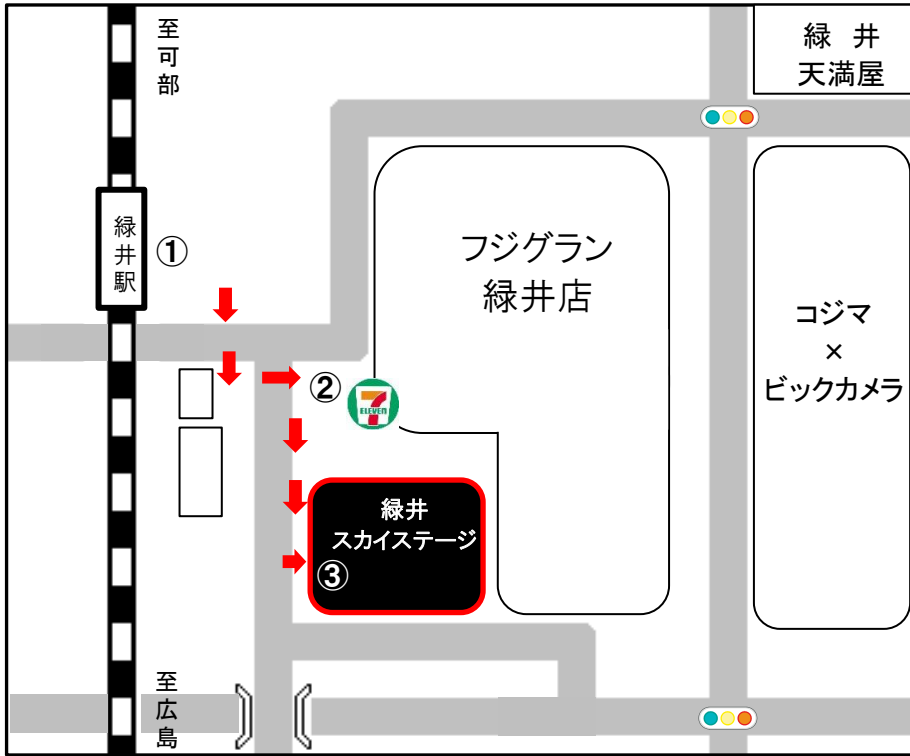 至可部
緑 井
天満屋
緑井駅
①
フジグラン
緑井店
コジマ
×
ビックカメラ
②
7
ELEVEN
緑井
スカイステージ
③
至広島